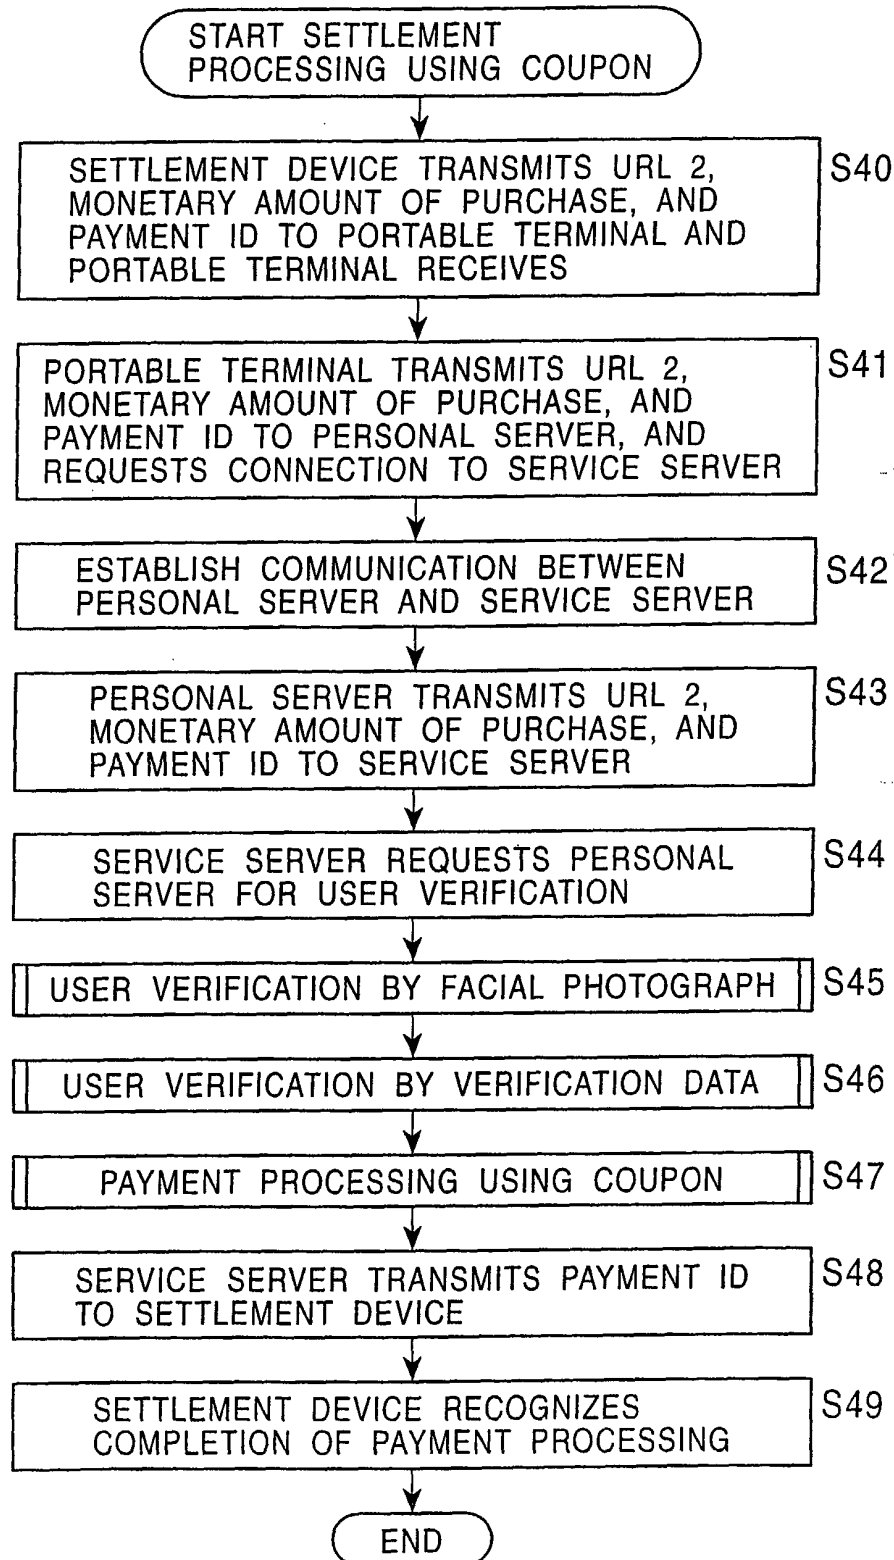 START SETTLEMENT
PROCESSING USING COUPON
SETTLEMENT DEVICE TRANSMITS URL 2,
MONETARY AMOUNT OF PURCHASE, AND
PAYMENT ID TO PORTABLE TERMINAL AND
PORTABLE TERMINAL RECEIVES
S40
PORTABLE TERMINAL TRANSMITS URL 2,
MONETARY AMOUNT OF PURCHASE, AND
PAYMENT ID TO PERSONAL SERVER, AND
REQUESTS CONNECTION TO SERVICE SERVER
S41
ESTABLISH COMMUNICATION BETWEEN
PERSONAL SERVER AND SERVICE SERVER
S42
PERSONAL SERVER TRANSMITS URL 2,
MONETARY AMOUNT OF PURCHASE, AND
PAYMENT ID TO SERVICE SERVER
S43
SERVICE SERVER REQUESTS PERSONAL
SERVER FOR USER VERIFICATION
S44
USER VERIFICATION BY FACIAL PHOTOGRAPH
S45
USER VERIFICATION BY VERIFICATION DATA
S46
PAYMENT PROCESSING USING COUPON
S47
SERVICE SERVER TRANSMITS PAYMENT ID
TO SETTLEMENT DEVICE
S48
SETTLEMENT DEVICE RECOGNIZES
COMPLETION OF PAYMENT PROCESSING
S49
END